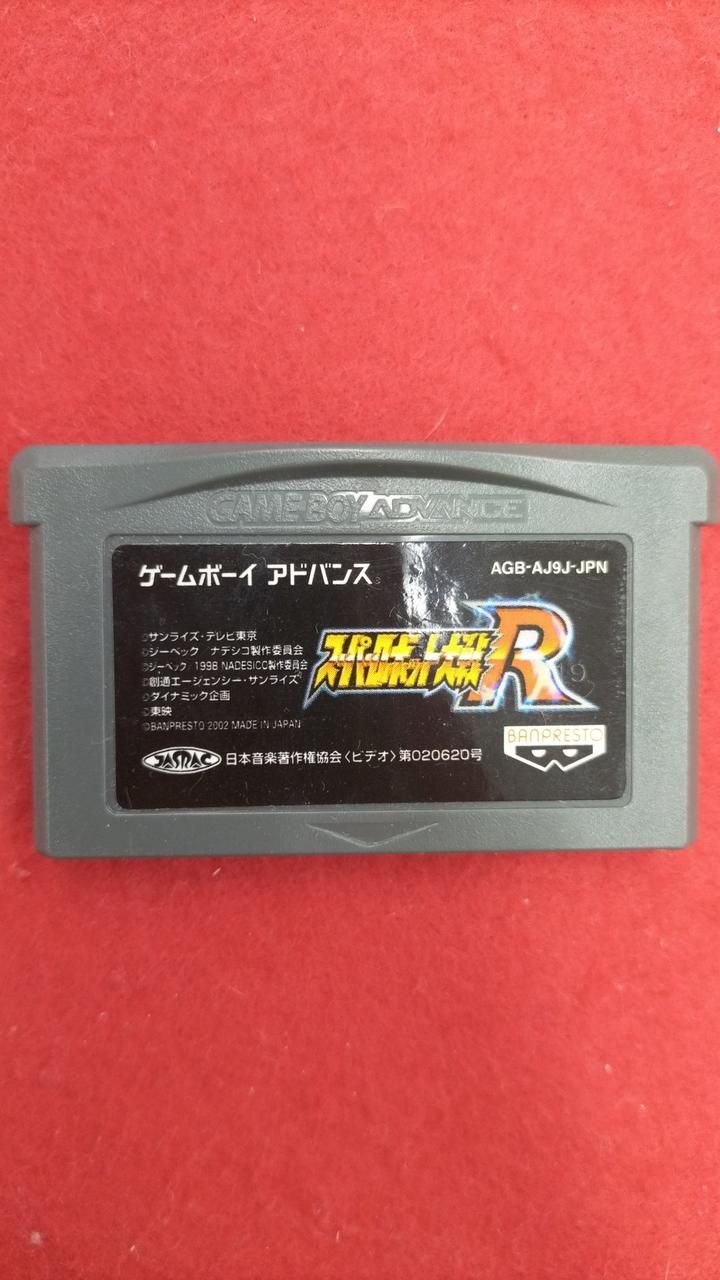 GAME BOY ADVANCE
ゲームボーイ アドバンス
AGB-AJ9J-JPN
©サンライズ・テレビ東京
©ジーベック ナデシコ製作委員会
©ジーベック 1998 NADESICO製作委員会
©創通エージェンシー・サンライズ
©ダイナミック企画
©東映
©BANPRESTO 2002 MADE IN JAPAN
スーパーロボット大戦R
19
BANPRESTO
JASRAC 日本音楽著作権協会〈ビデオ〉第020620号